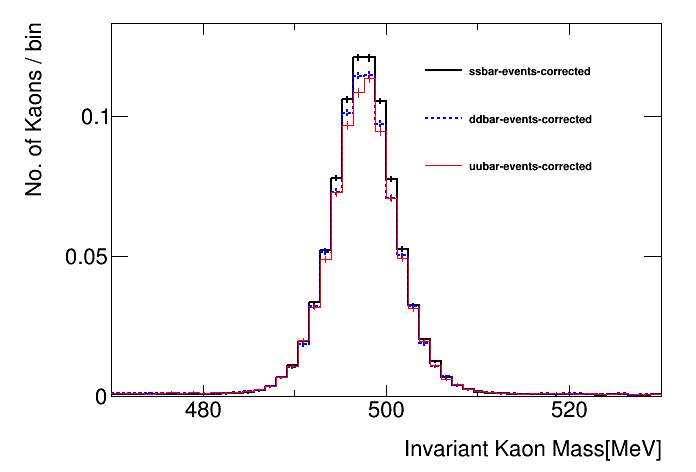 No. of Kaons / bin
ssbar-events-corrected
ddbar-events-corrected
uubar-events-corrected
0.1
0.05
0
480
500
520
Invariant Kaon Mass[MeV]